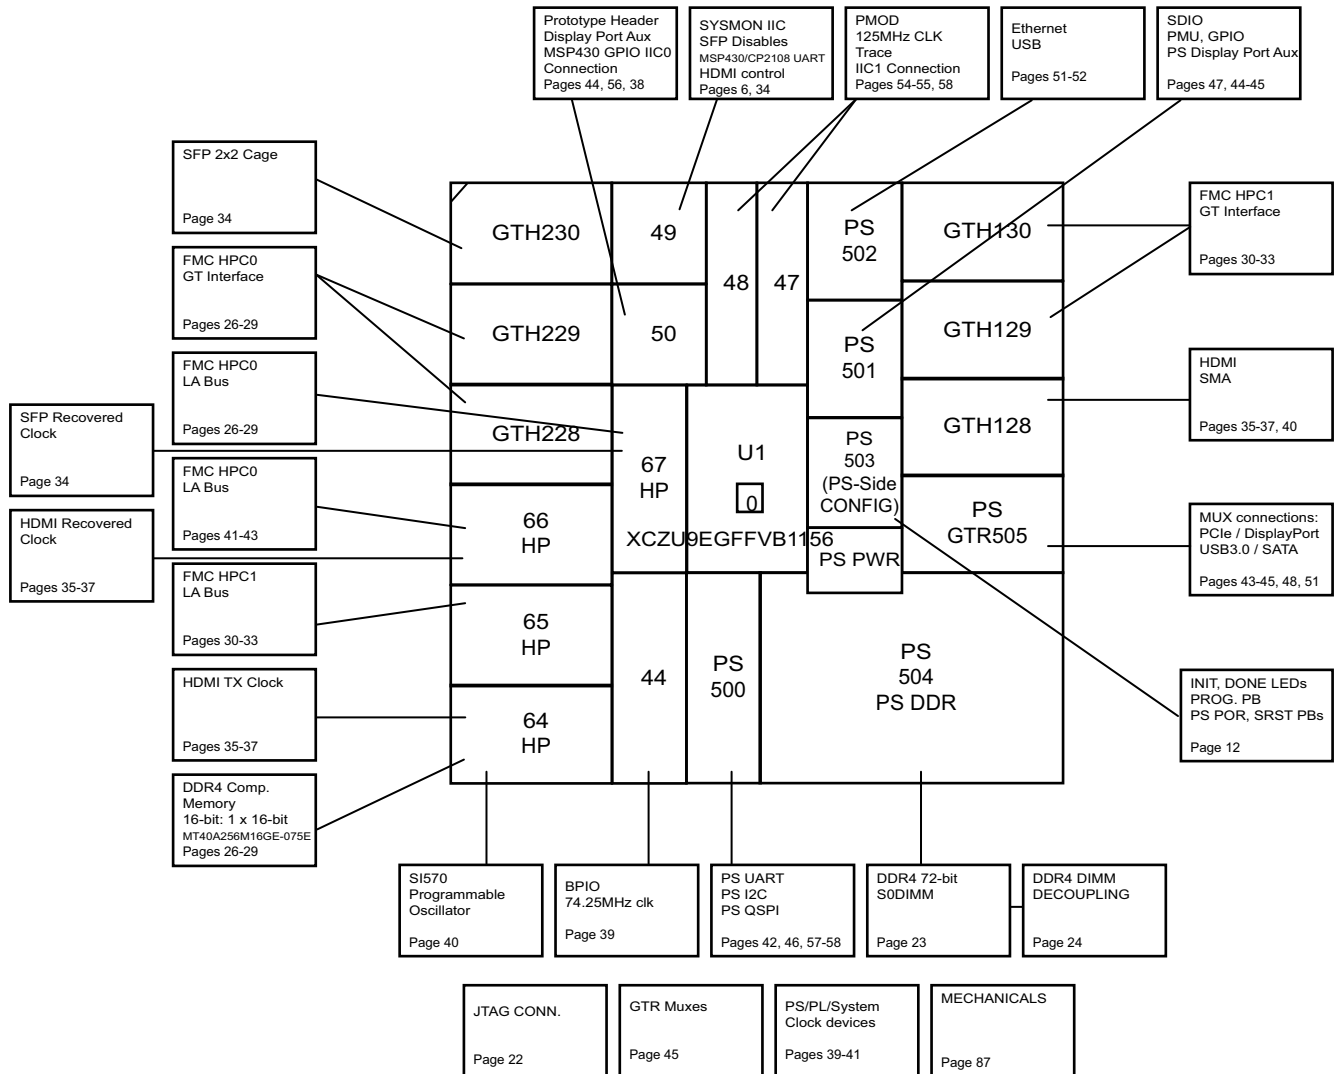 Prototype Header
Display Port Aux
MSP430 GPIO IIC0
Connection
Pages 44, 56, 38
SYSMON IIC
SFP Disables
MSP430/CP2108 UART
HDMI control
Pages 6, 34
PMOD
125MHz CLK
Trace
IIC1 Connection
Pages 54-55, 58
Ethernet
USB
Pages 51-52
SDIO
PMU, GPIO
PS Display Port Aux
Pages 47, 44-45
SFP 2x2 Cage
Page 34
FMC HPC0
GT Interface
Pages 26-29
FMC HPC0
LA Bus
Pages 26-29
SFP Recovered
Clock
Page 34
FMC HPC0
LA Bus
Pages 41-43
HDMI Recovered
Clock
Pages 35-37
FMC HPC1
LA Bus
Pages 30-33
HDMI TX Clock
Pages 35-37
DDR4 Comp.
Memory
16-bit: 1 x 16-bit
MT40A256M16GE-075E
Pages 26-29
GTH230
49
48
47
PS
502
GTH130
GTH229
50
PS
501
GTH129
GTH228
67
HP
U1
0
XCZU9EGFFVB1156
PS
503
(PS-Side
CONFIG)
GTH128
66
HP
PS PWR
PS
GTR505
65
HP
44
PS
500
PS
504
PS DDR
64
HP
FMC HPC1
GT Interface
Pages 30-33
HDMI
SMA
Pages 35-37, 40
MUX connections:
PCIe / DisplayPort
USB3.0 / SATA
Pages 43-45, 48, 51
INIT, DONE LEDs
PROG. PB
PS POR, SRST PBs
Page 12
SI570
Programmable
Oscillator
Page 40
BPIO
74.25MHz clk
Page 39
PS UART
PS I2C
PS QSPI
Pages 42, 46, 57-58
DDR4 72-bit
S0DIMM
Page 23
DDR4 DIMM
DECOUPLING
Page 24
JTAG CONN.
Page 22
GTR Muxes
Page 45
PS/PL/System
Clock devices
Pages 39-41
MECHANICALS
Page 87